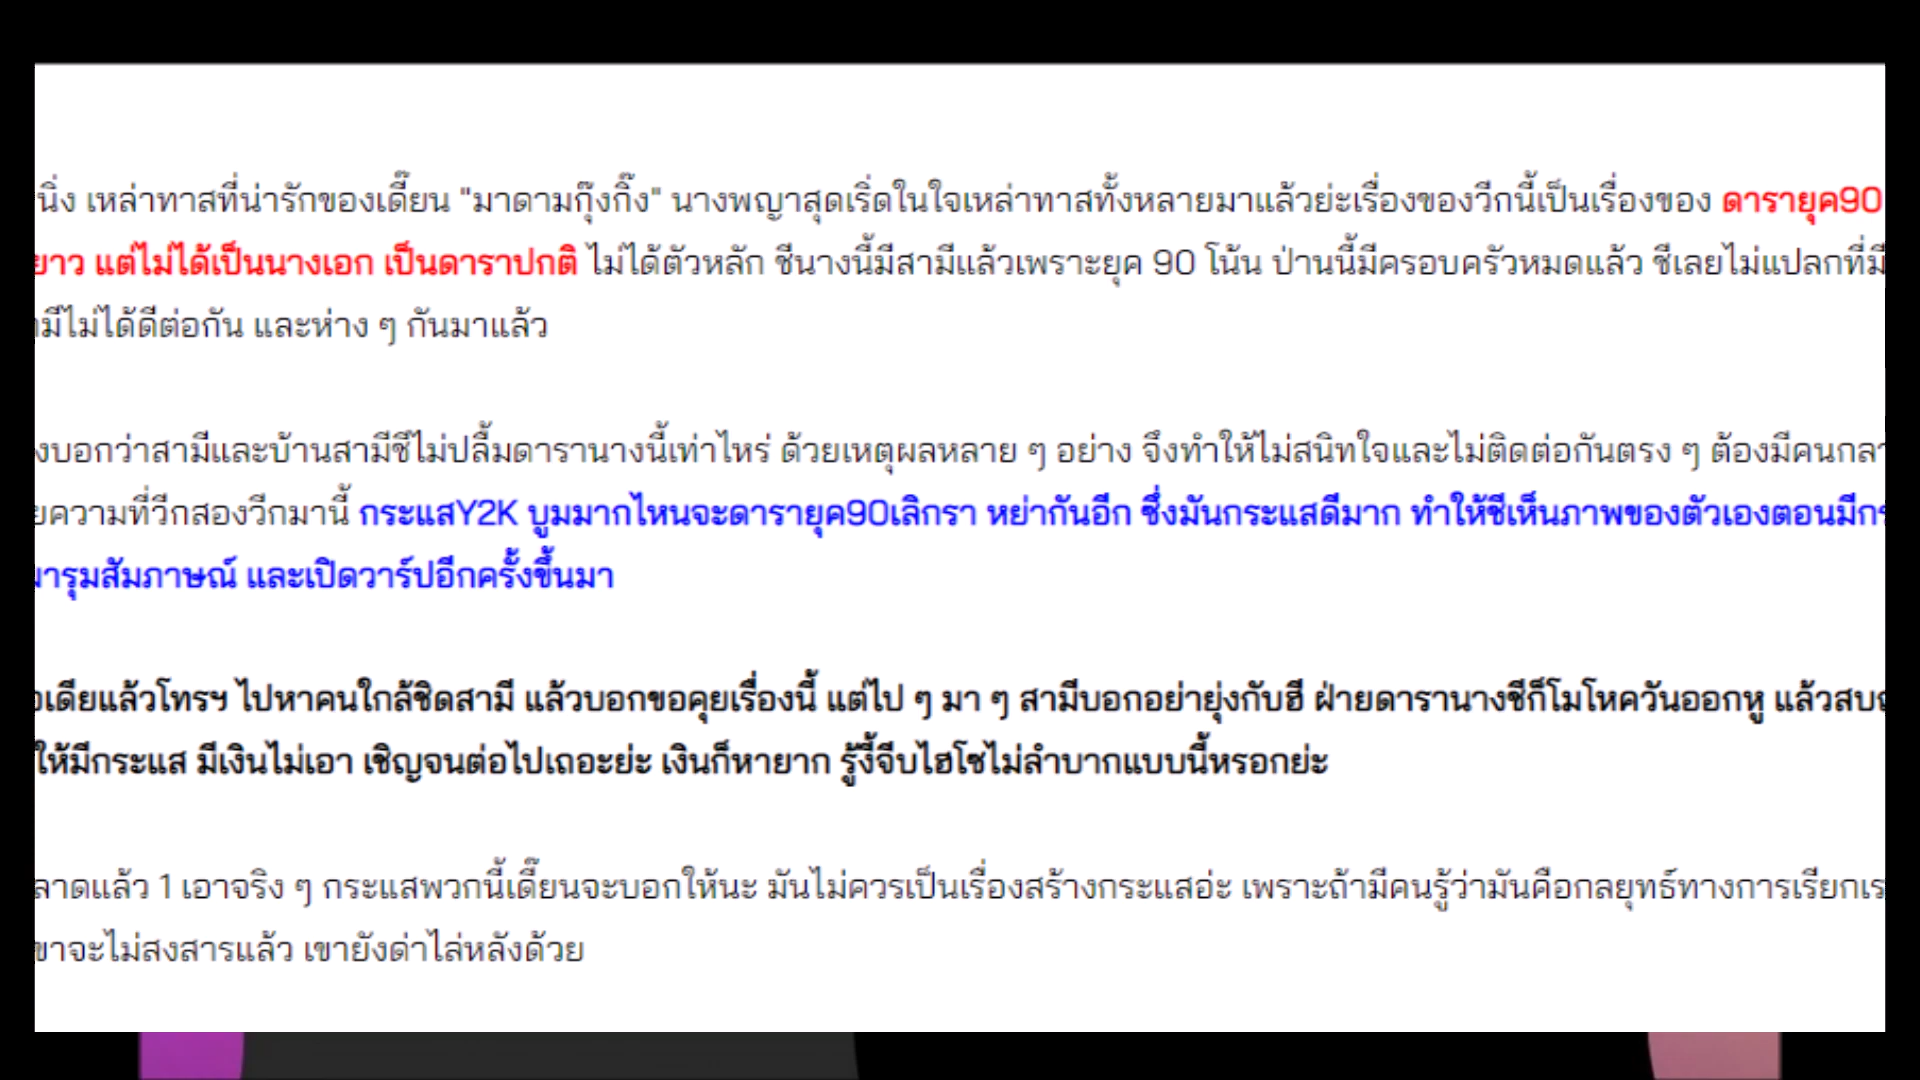 นิ่ง เหล่าทาสที่น่ารักของเดี๊ยน "มาดามกุ๊งกิ๊ง" นางพญาสุดเริ่ดในใจเหล่าทาสทั้งหลายมาแล้วย่ะเรื่องของวีกนี้เป็นเรื่องของ ดารายุค90
ยาว แต่ไม่ได้เป็นนางเอก เป็นดาราปกติ ไม่ได้ตัวหลัก ชีนางนี้มีสามีแล้วเพราะยุค 90 โน้น ป่านนี้มีครอบครัวหมดแล้ว ชีเลยไม่แปลกที่มี
มีไม่ได้ดีต่อกัน และห่าง ๆ กันมาแล้ว
งบอกว่าสามีและบ้านสามีชีไม่ปลื้มดารานางนี้เท่าไหร่ ด้วยเหตุผลหลาย ๆ อย่าง จึงทำให้ไม่สนิทใจและไม่ติดต่อกันตรง ๆ ต้องมีคนกลา
ยความที่วีกสองวีกมานี้ กระแสY2K บูมมากไหนจะดารายุค90เลิกรา หย่ากันอีก ซึ่งมันกระแสดีมาก ทำให้ชีเห็นภาพของตัวเองตอนมีกร
มารุมสัมภาษณ์ และเปิดวาร์ปอีกครั้งขึ้นมา
อเดียแล้วโทรฯ ไปหาคนใกล้ชิดสามี แล้วบอกขอคุยเรื่องนี้ แต่ไป ๆ มา ๆ สามีบอกอย่ายุ่งกับฮี ฝ่ายดารานางชีก็โมโหควันออกหู แล้วสบถ
ให้มีกระแส มีเงินไม่เอา เชิญจนต่อไปเถอะย่ะ เงินก็หายาก รู้งี้จีบไฮโซไม่ลำบากแบบนี้หรอกย่ะ
ลาดแล้ว 1 เอาจริง ๆ กระแสพวกนี้เดี๊ยนจะบอกให้นะ มันไม่ควรเป็นเรื่องสร้างกระแสอ่ะ เพราะถ้ามีคนรู้ว่ามันคือกลยุทธ์ทางการเรียกเร
ขาจะไม่สงสารแล้ว เขายังด่าไล่หลังด้วย